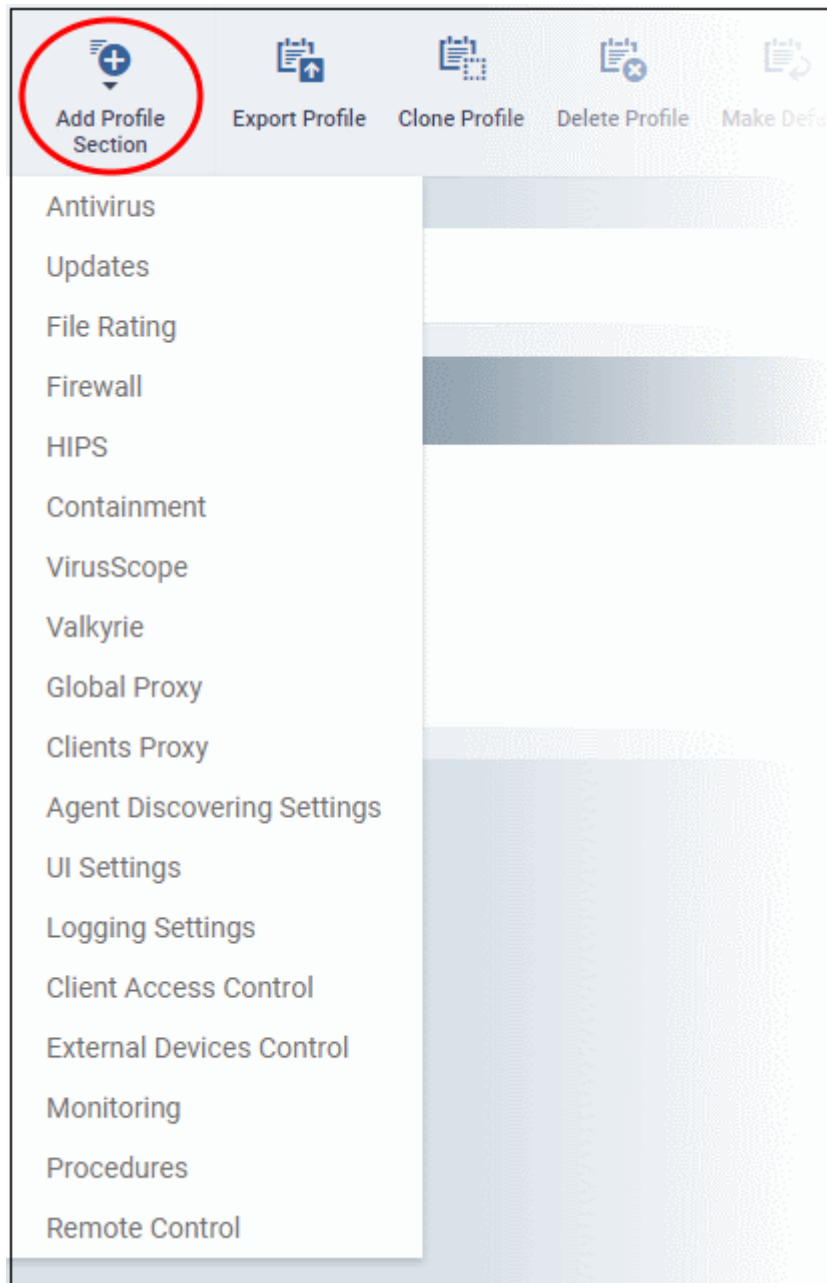 Add Profile
Section
Export Profile
Clone Profile
Delete Profile
Make Defa
Antivirus
Updates
File Rating
Firewall
HIPS
Containment
VirusScope
Valkyrie
Global Proxy
Clients Proxy
Agent Discovering Settings
UI Settings
Logging Settings
Client Access Control
External Devices Control
Monitoring
Procedures
Remote Control